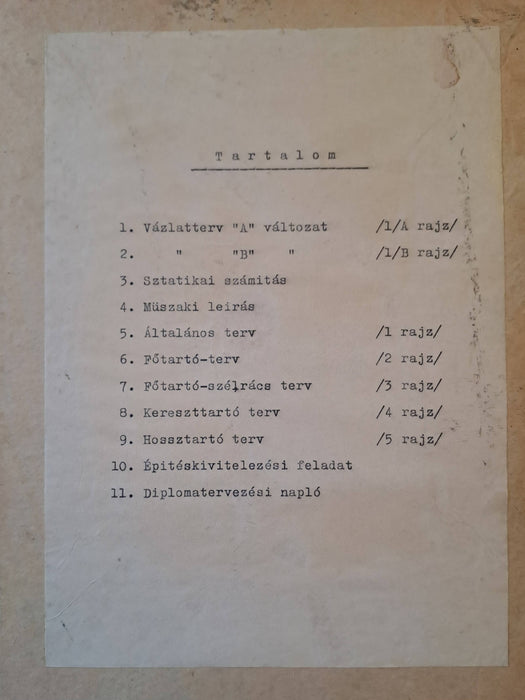 Tartalom
1. Vázlatterv "A" változat /1/A rajz/
2. " "B" " /1/B rajz/
3. Sztatikai számitás
4. Müszaki leirás
5. Általános terv /1 rajz/
6. Főtartó-terv /2 rajz/
7. Főtartó-szélrács terv /3 rajz/
8. Kereszttartó terv /4 rajz/
9. Hossztartó terv /5 rajz/
10. Épitéskivitelezési feladat
11. Diplomatervezési napló